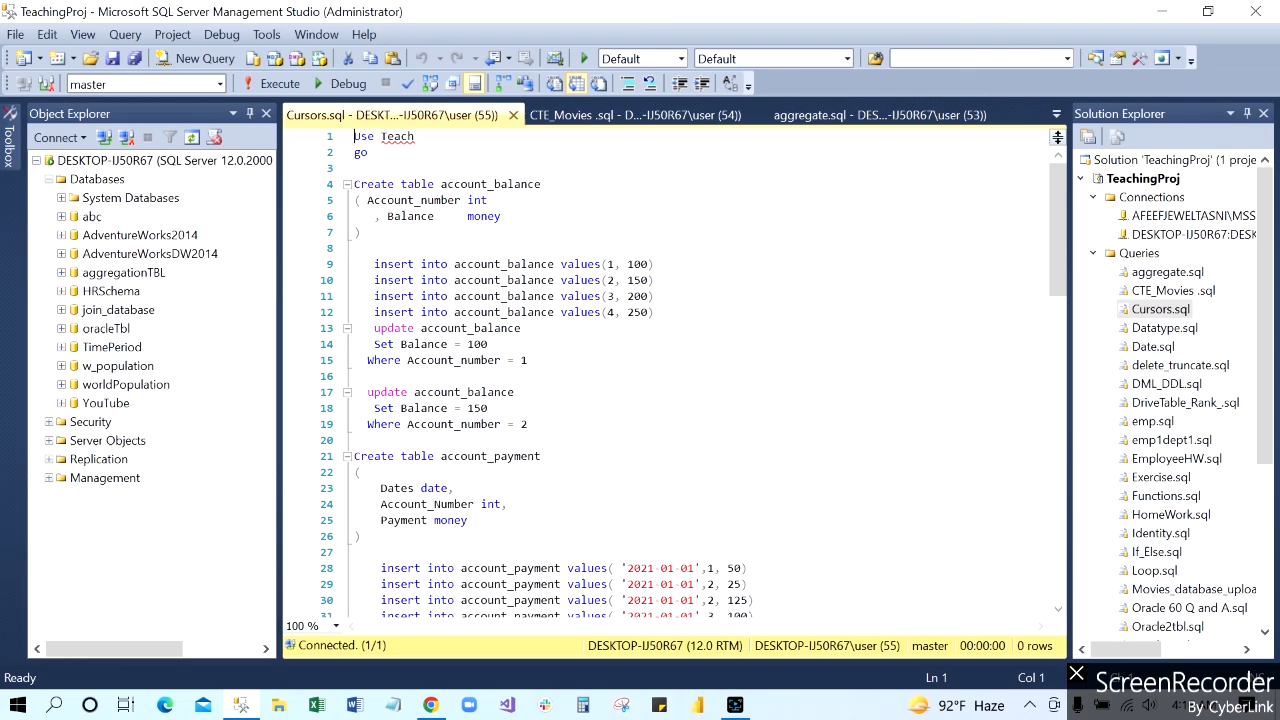 TeachingProj - Microsoft SQL Server Management Studio (Administrator)
File Edit View Query Project Debug Tools Window Help
New Query Default Default
master Execute Debug
Toolbox
Object Explorer
Connect
DESKTOP-IJ50R67 (SQL Server 12.0.2000
Databases
System Databases
abc
AdventureWorks2014
AdventureWorksDW2014
aggregationTBL
HRSchema
join_database
oracleTbl
TimePeriod
w_population
worldPopulation
YouTube
Security
Server Objects
Replication
Management
Cursors.sql - DESKT...-IJ50R67\user (55)) CTE_Movies .sql - D...-IJ50R67\user (54)) aggregate.sql - DE...-IJ50R67\user (53))
1 Use Teach
2 go
3
4 Create table account_balance
5 ( Account_number int
6 , Balance money
7 )
8
9 insert into account_balance values(1, 100)
10 insert into account_balance values(2, 150)
11 insert into account_balance values(3, 200)
12 insert into account_balance values(4, 250)
13 update account_balance
14 Set Balance = 100
15 Where Account_number = 1
16
17 update account_balance
18 Set Balance = 150
19 Where Account_number = 2
20
21 Create table account_payment
22 (
23 Dates date,
24 Account_Number int,
25 Payment money
26 )
27
28 insert into account_payment values( '2021-01-01',1, 50)
29 insert into account_payment values( '2021-01-01',2, 25)
30 insert into account_payment values( '2021-01-01',2, 125)
31 insert into account_payment values( '2021-01-01',3, 100)
100 %
Connected. (1/1) DESKTOP-IJ50R67 (12.0 RTM) DESKTOP-IJ50R67\user (55) master 00:00:00 0 rows
Solution Explorer
Solution 'TeachingProj' (1 proje
TeachingProj
Connections
AFEEFJEWELTASNI\MSS
DESKTOP-IJ50R67:DESK
Queries
aggregate.sql
CTE_Movies .sql
Cursors.sql
Datatype.sql
Date.sql
delete_truncate.sql
DML_DDL.sql
DriveTable_Rank_.sql
emp.sql
emp1dept1.sql
EmployeeHW.sql
Exercise.sql
Functions.sql
HomeWork.sql
Identity.sql
If_Else.sql
Loop.sql
Movies_database_uploa
Oracle 60 Q and A.sql
Oracle2tbl.sql
Ready Ln 1 Col 1
ScreenRecorder
By CyberLink
92°F Haze